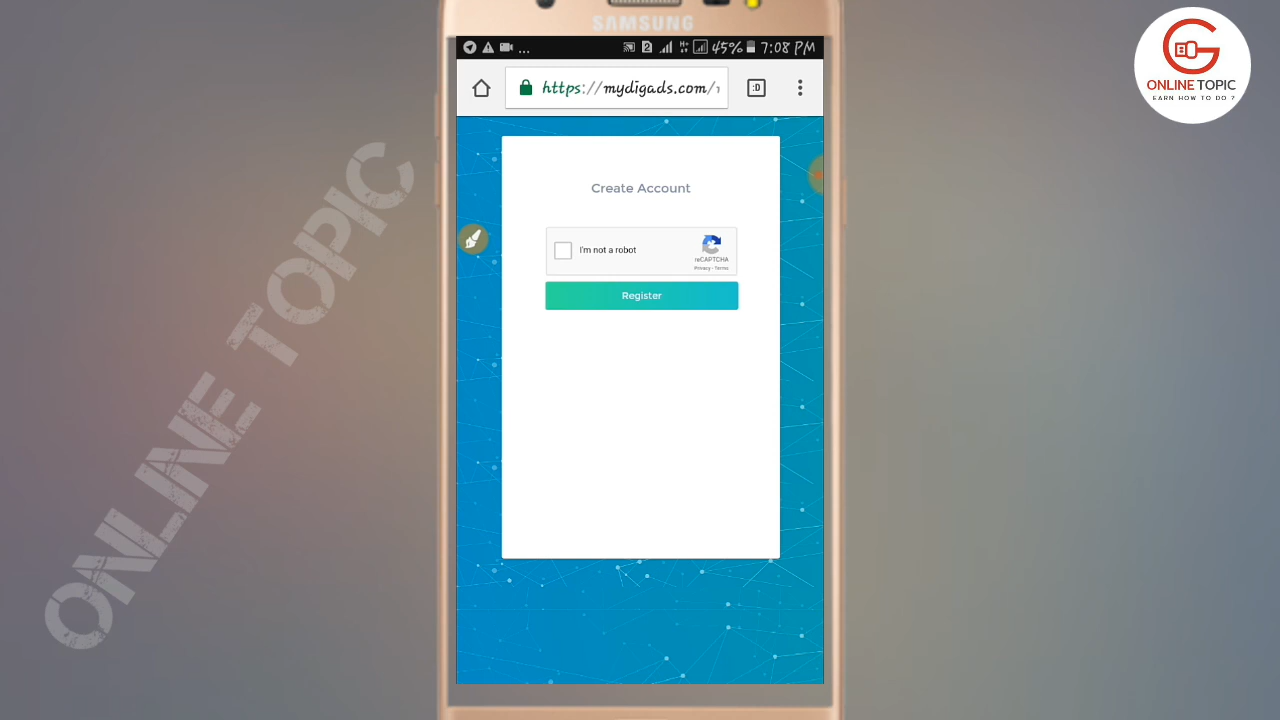 SAMSUNG
... 45% 7:08 PM
https://mydigads.com/
:D
Create Account
I'm not a robot
reCAPTCHA
Privacy - Terms
Register
ONLINE TOPIC
G
ONLINE TOPIC
EARN HOW TO DO ?